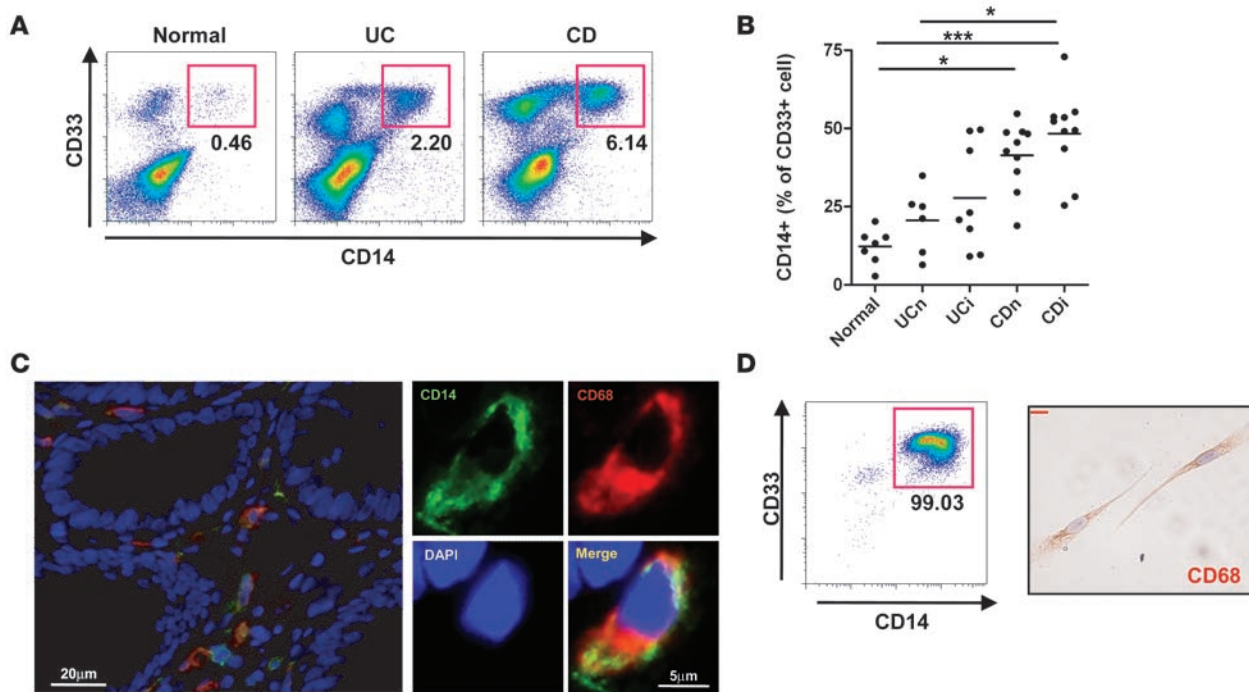 A
Normal
UC
CD
CD33
0.46
2.20
6.14
CD14
B
*
***
*
CD14+ (% of CD33+ cell)
75
50
25
0
Normal
UCn
UCi
CDn
CDi
C
CD14
CD68
DAPI
Merge
20μm
5μm
D
CD33
99.03
CD14
CD68